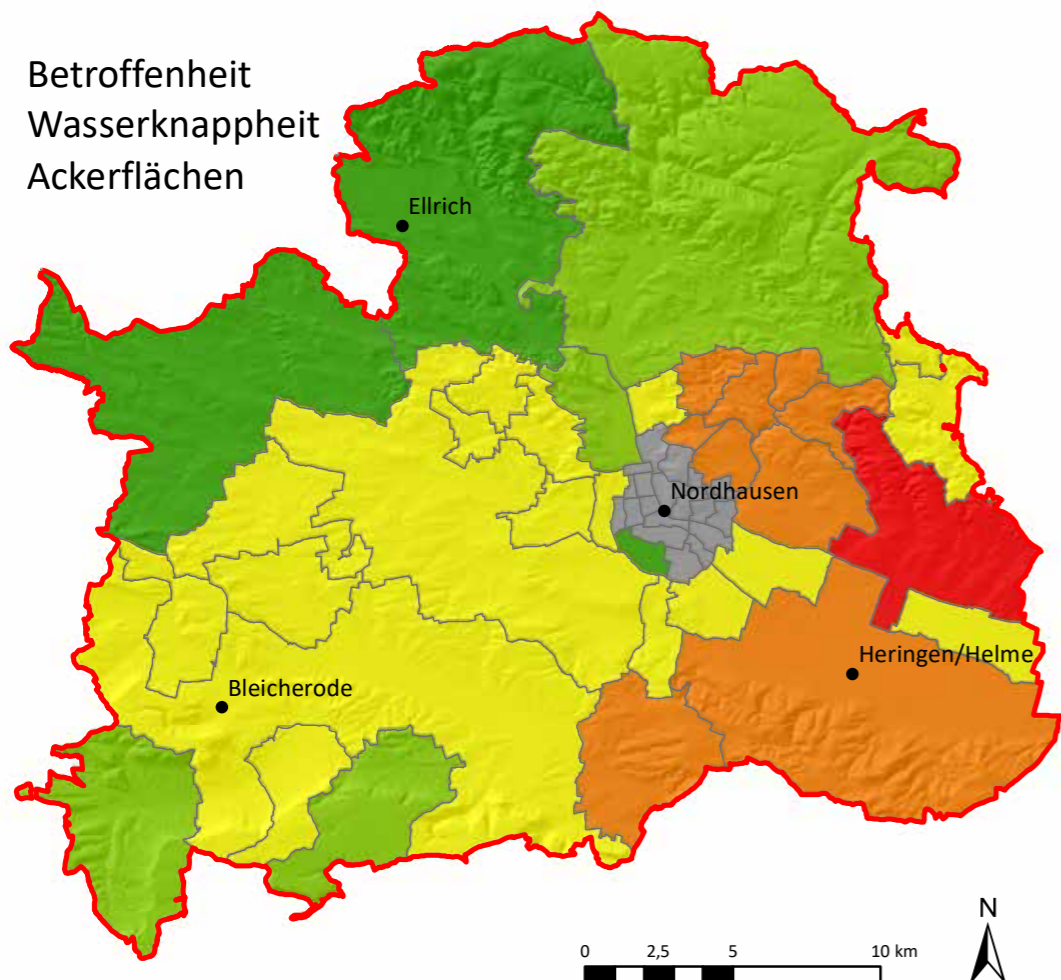 Betroffenheit
Wasserknappheit
Ackerflächen
Ellrich
Nordhausen
Heringen/Helme
Bleicherode
N
0 2,5 5 10 km